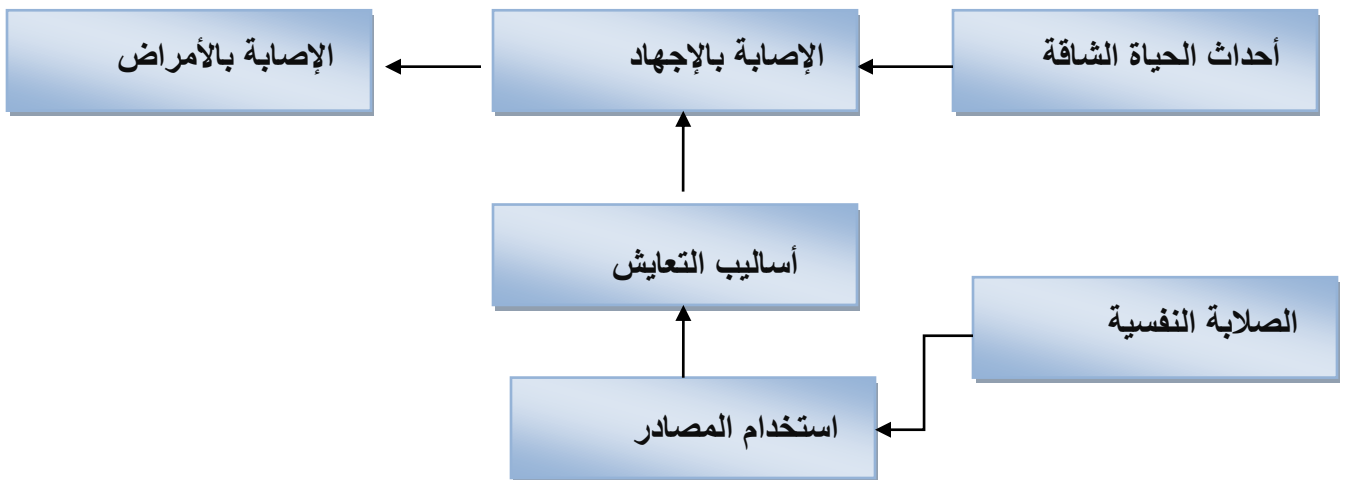 أحداث الحياة الشاقة
الإصابة بالإجهاد
الإصابة بالأمراض
أساليب التعايش
الصلابة النفسية
استخدام المصادر